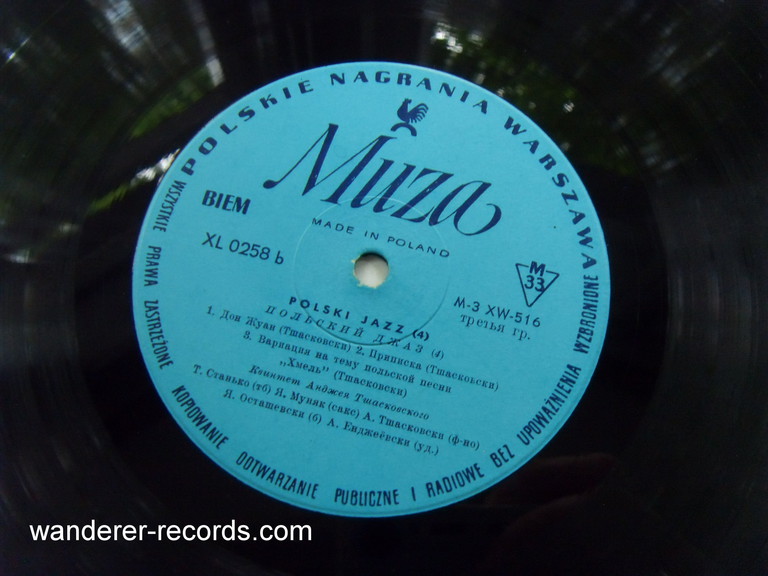 POLSKIE NAGRANIA WARSZAWA
Muza
BIEM
MADE IN POLAND
XL 0258 b
M
33
M-3 XW-516
третья гр.
POLSKI JAZZ (4)
ПОЛЬСКИЙ ДЖАЗ (4)
1. Дон Жуан (Тшасковски) 2. Приписка (Тшаскоьски)
3. Вариация на тему польской песни
„Хмель" (Тшасковски)
Квинтет Анджея Тшасковского
Т. Станько (тб) Я. Муняк (сакс) А. Тшасковски (ф-но)
Я. Осташевски (б) А. Енджеёвски (уд.)
WSZYSTKIE PRAWA ZASTRZEŻONE KOPIOWANIE ODTWARZANIE PUBLICZNE I RADIOWE BEZ UPOWAŻNIENIA WZBRONIONE
wanderer-records.com